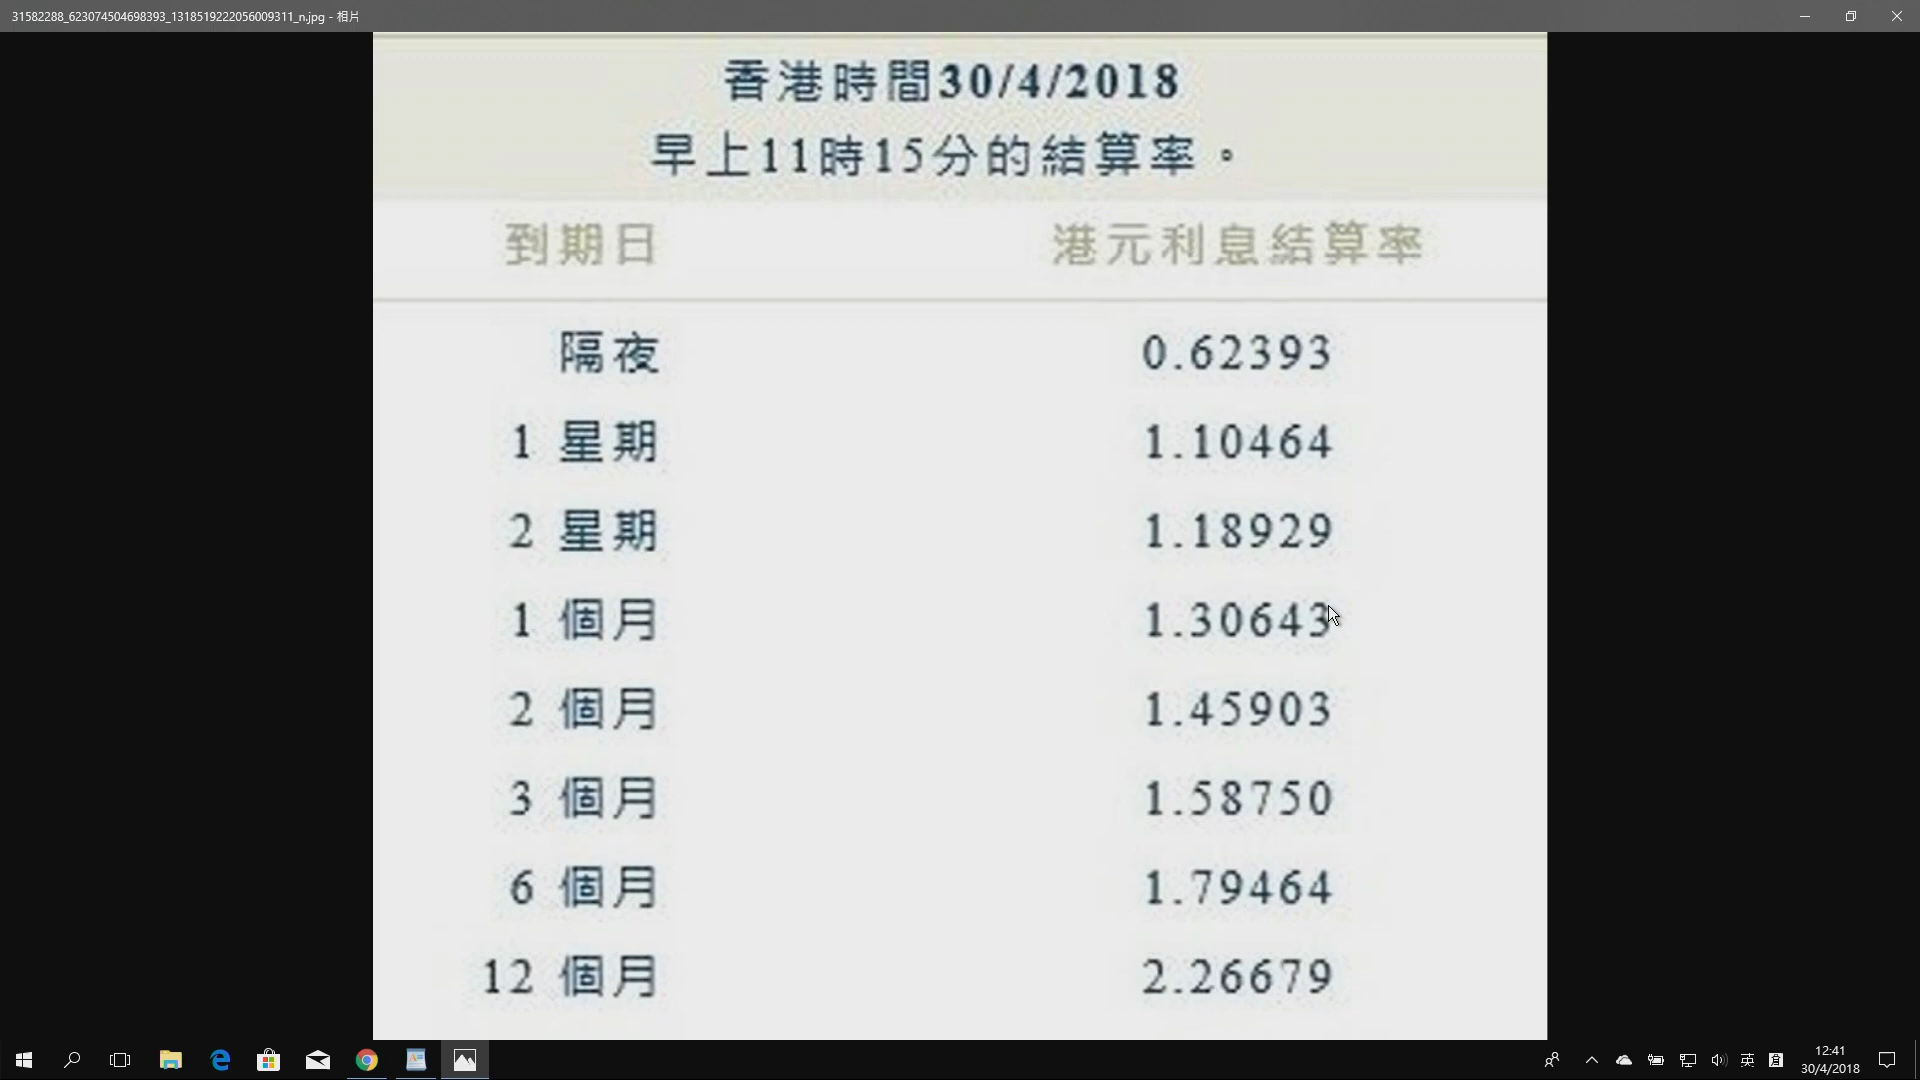 31582288_623074504698393_1318519222056009311_n.jpg - 相片
香港時間30/4/2018
早上11時15分的結算率。
到期日 港元利息結算率
隔夜 0.62393
1 星期 1.10464
2 星期 1.18929
1 個月 1.30643
2 個月 1.45903
3 個月 1.58750
6 個月 1.79464
12 個月 2.26679
英
12:41
30/4/2018